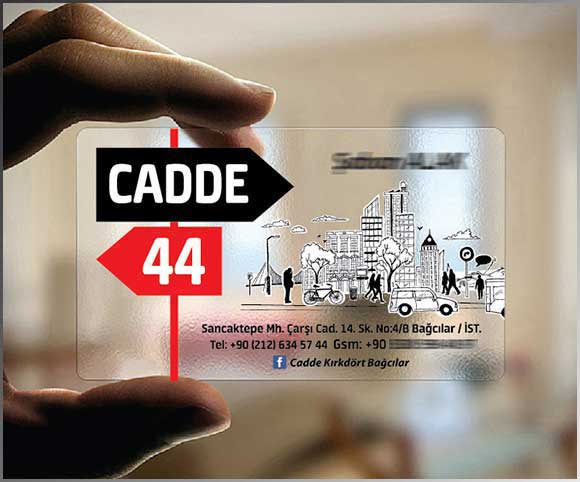 CADDE
44
Sancaktepe Mh. Çarşı Cad. 14. Sk. No:4/B Bağcılar / İST.
Tel: +90 (212) 634 57 44 Gsm: +90
f Cadde Kırkdört Bağcılar